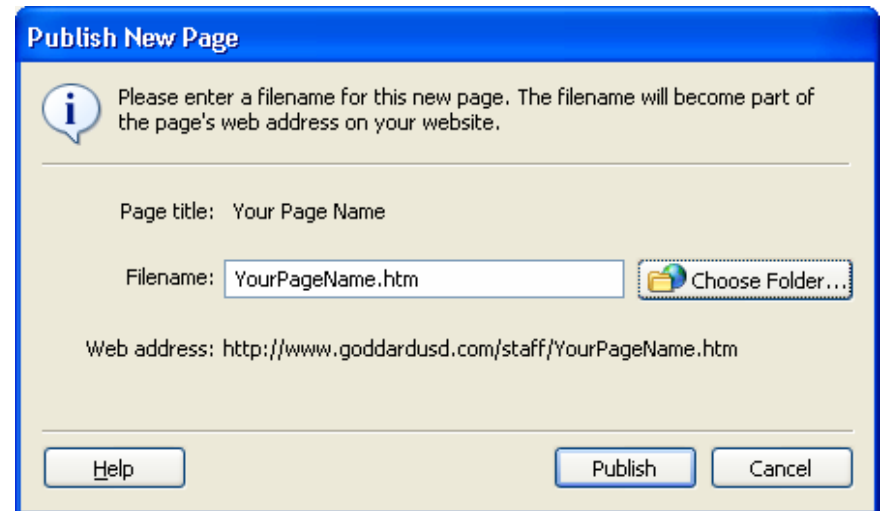 Publish New Page
Please enter a filename for this new page. The filename will become part of
the page's web address on your website.
Page title: Your Page Name
Filename: YourPageName.htm Choose Folder...
Web address: http://www.goddardusd.com/staff/YourPageName.htm
Help Publish Cancel